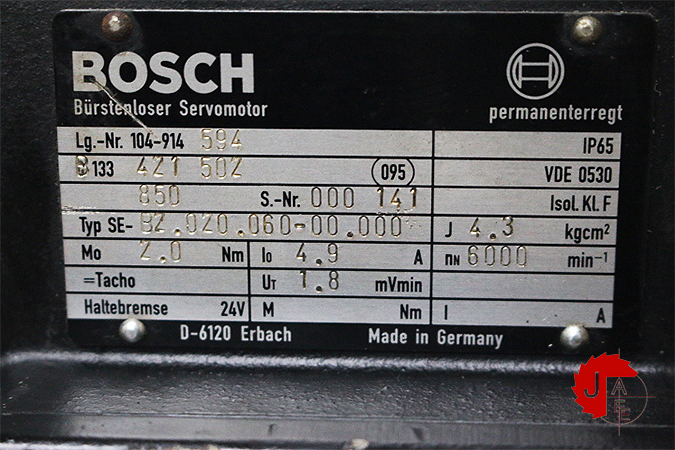 BOSCH
Bürstenloser Servomotor
permanenterregt
Lg.-Nr. 104-914 594 IP65
B 133 421 502 095 VDE 0530
850 S.-Nr. 000 141 Isol. Kl. F
Typ SE- B2.020.060-00.000 J 4.3 kgcm²
Mo 2.0 Nm Io 4.9 A nN 6000 min⁻¹
=Tacho UT 1.8 mVmin
Haltebremse 24V M Nm I A
D-6120 Erbach Made in Germany
J A